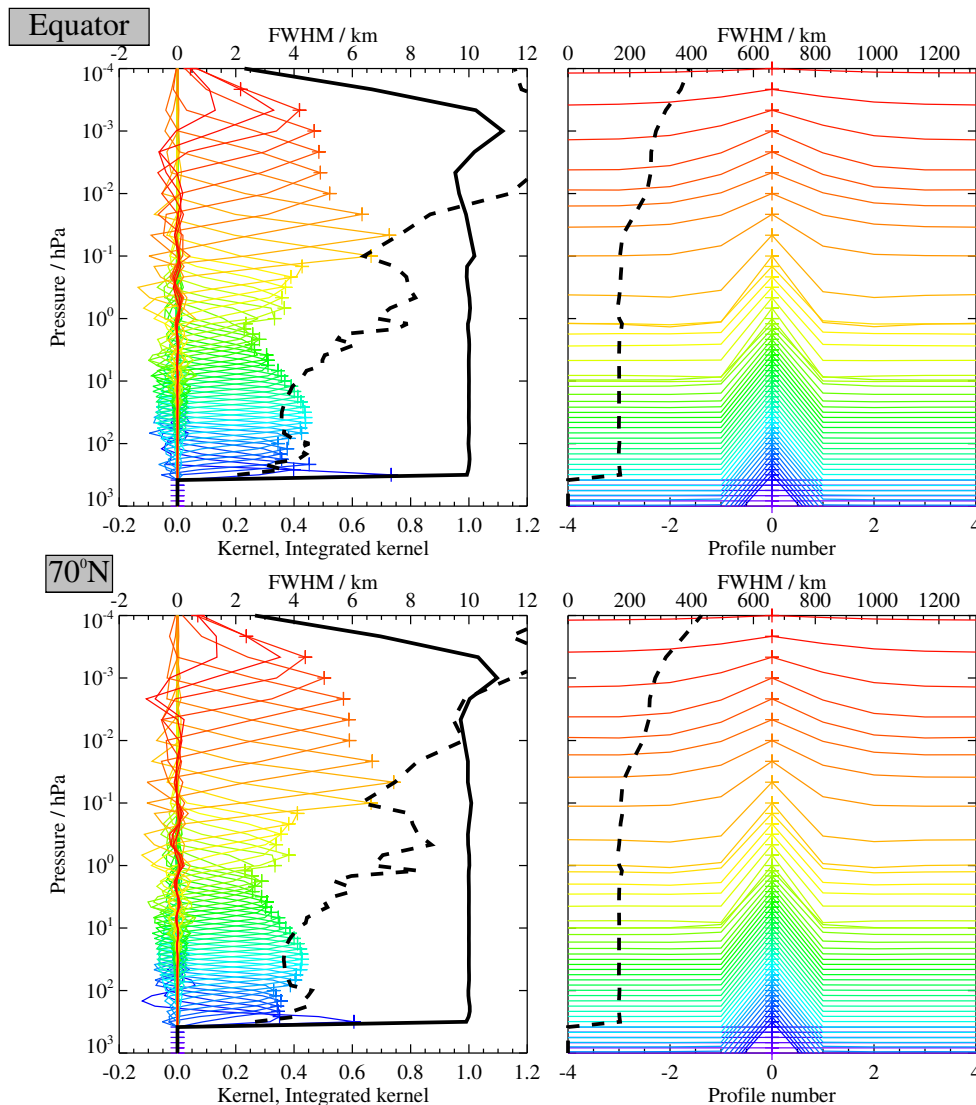 Equator
FWHM / km
-2 0 2 4 6 8 10 12
FWHM / km
0 200 400 600 800 1000 1200
Pressure / hPa
10⁻⁴
10⁻³
10⁻²
10⁻¹
10⁰
10¹
10²
10³
-0.2 0.0 0.2 0.4 0.6 0.8 1.0 1.2
Kernel, Integrated kernel
-4 -2 0 2 4
Profile number
70⁰N
FWHM / km
-2 0 2 4 6 8 10 12
FWHM / km
0 200 400 600 800 1000 1200
Pressure / hPa
10⁻⁴
10⁻³
10⁻²
10⁻¹
10⁰
10¹
10²
10³
-0.2 0.0 0.2 0.4 0.6 0.8 1.0 1.2
Kernel, Integrated kernel
-4 -2 0 2 4
Profile number